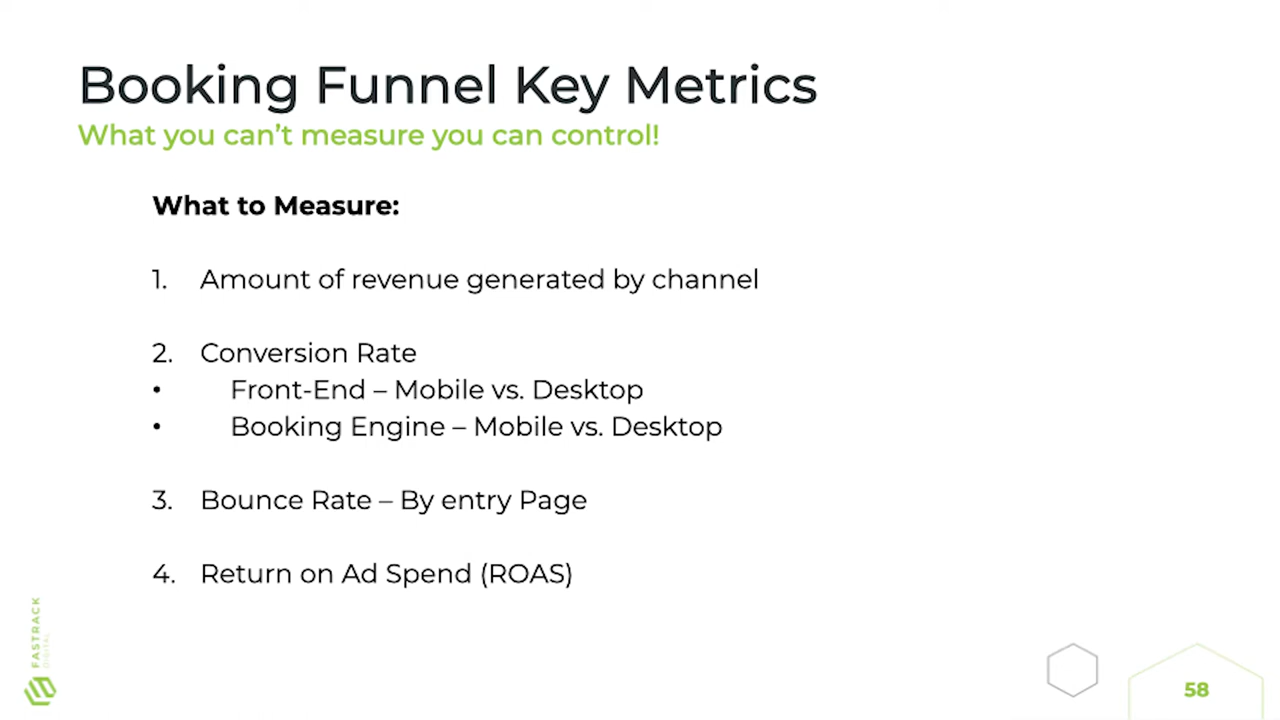 Booking Funnel Key Metrics
What you can't measure you can control!
What to Measure:
1. Amount of revenue generated by channel
2. Conversion Rate
• Front-End – Mobile vs. Desktop
• Booking Engine – Mobile vs. Desktop
3. Bounce Rate – By entry Page
4. Return on Ad Spend (ROAS)
FASTRACK
DIGITAL
58